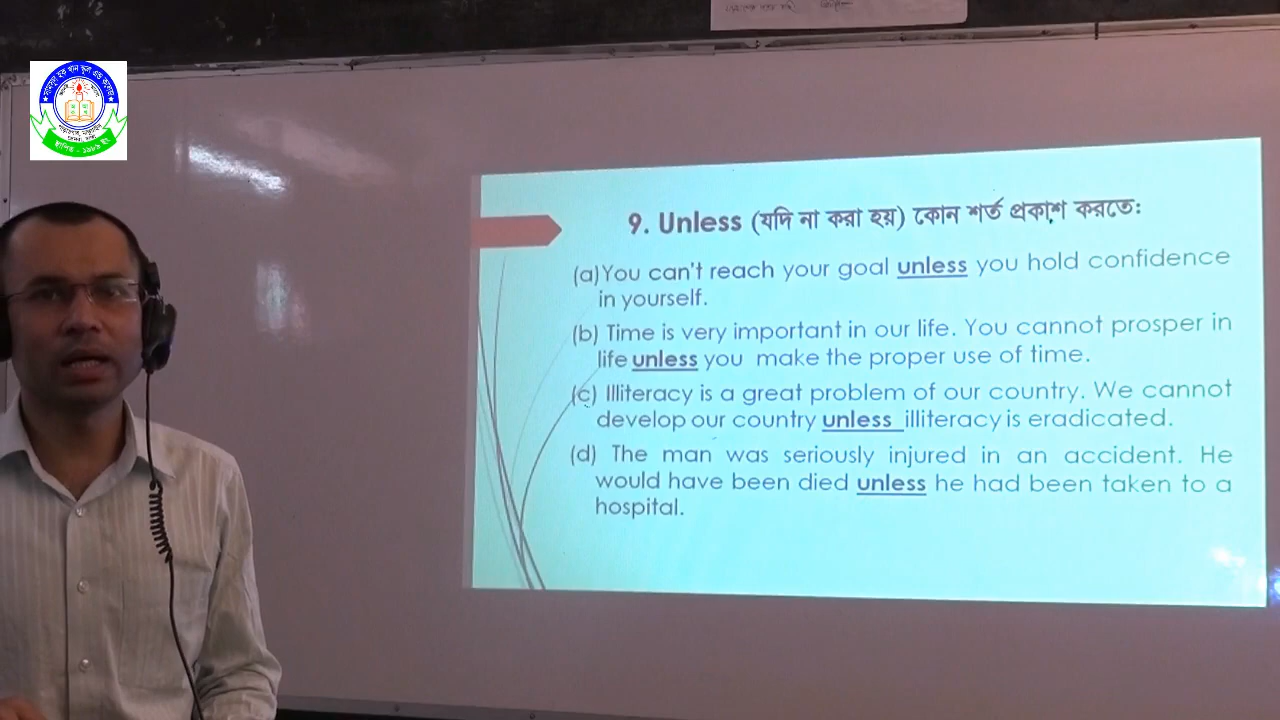 স্থাপিত - ১৯৮৯ ইং
9. Unless (যদি না করা হয়) কোন শর্ত প্রকাশ করতেঃ
(a) You can't reach your goal unless you hold confidence
in yourself.
(b) Time is very important in our life. You cannot prosper in
life unless you make the proper use of time.
(c) Illiteracy is a great problem of our country. We cannot
develop our country unless illiteracy is eradicated.
(d) The man was seriously injured in an accident. He
would have been died unless he had been taken to a
hospital.